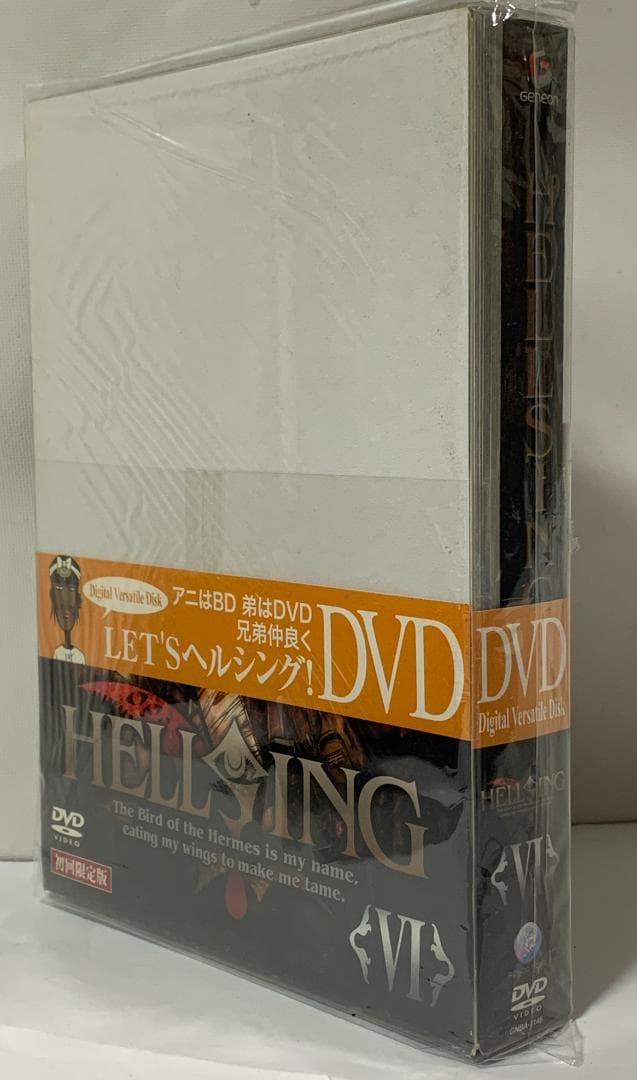 Digital Versatile Disk
アニはBD 弟はDVD
兄弟仲良く
LET'Sヘルシング!
DVD
HELLSING
The Bird of the Hermes is my name,
eating my wings to make me tame.
DVD
VIDEO
初回限定版
VI
GENEON
HELLSING
DVD
Digital Versatile Disk
HELLSING
VI
DVD
VIDEO